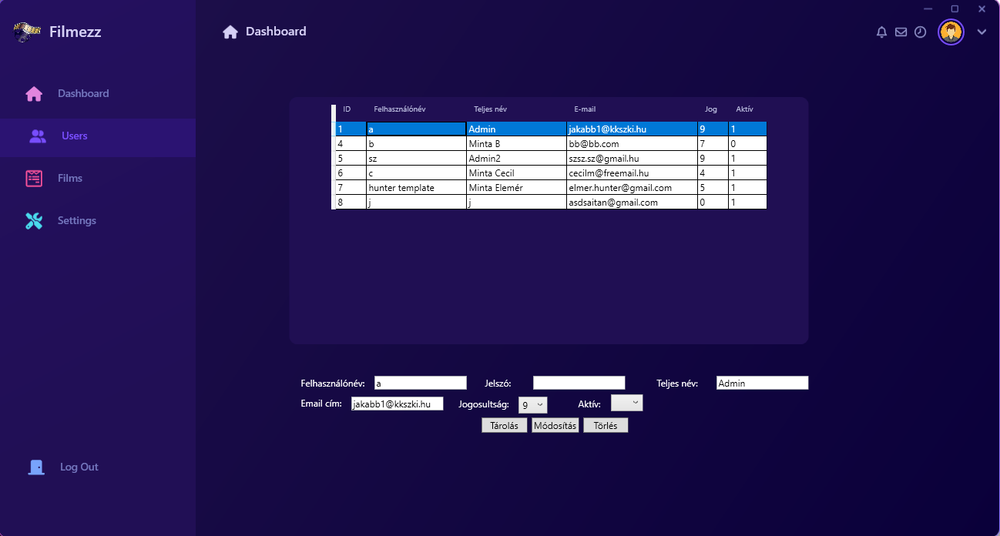 Filmezz
Dashboard
Dashboard
Users
Films
Settings
Log Out
ID Felhasználónév Teljes név E-mail Jog Aktív
1 a Admin jakabb1@kkszki.hu 9 1
4 b Minta B bb@bb.com 7 0
5 sz Admin2 szsz.sz@gmail.hu 9 1
6 c Minta Cecil cecilm@freemail.hu 4 1
7 hunter template Minta Elemér elmer.hunter@gmail.com 5 1
8 j j asdsaitan@gmail.com 0 1
Felhasználónév: a Jelszó: Teljes név: Admin
Email cím: jakabb1@kkszki.hu Jogosultság: 9 Aktív:
Tárolás Módosítás Törlés